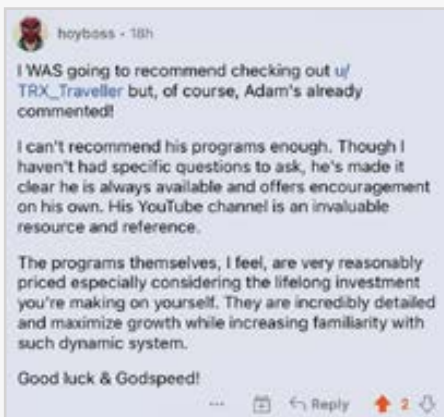 hoyboss · 18h
I WAS going to recommend checking out u/
TRX_Traveller but, of course, Adam's already
commented!
I can't recommend his programs enough. Though I
haven't had specific questions to ask, he's made it
clear he is always available and offers encouragement
on his own. His YouTube channel is an invaluable
resource and reference.
The programs themselves, I feel, are very reasonably
priced especially considering the lifelong investment
you're making on yourself. They are incredibly detailed
and maximize growth while increasing familiarity with
such dynamic system.
Good luck & Godspeed!
... Reply 2